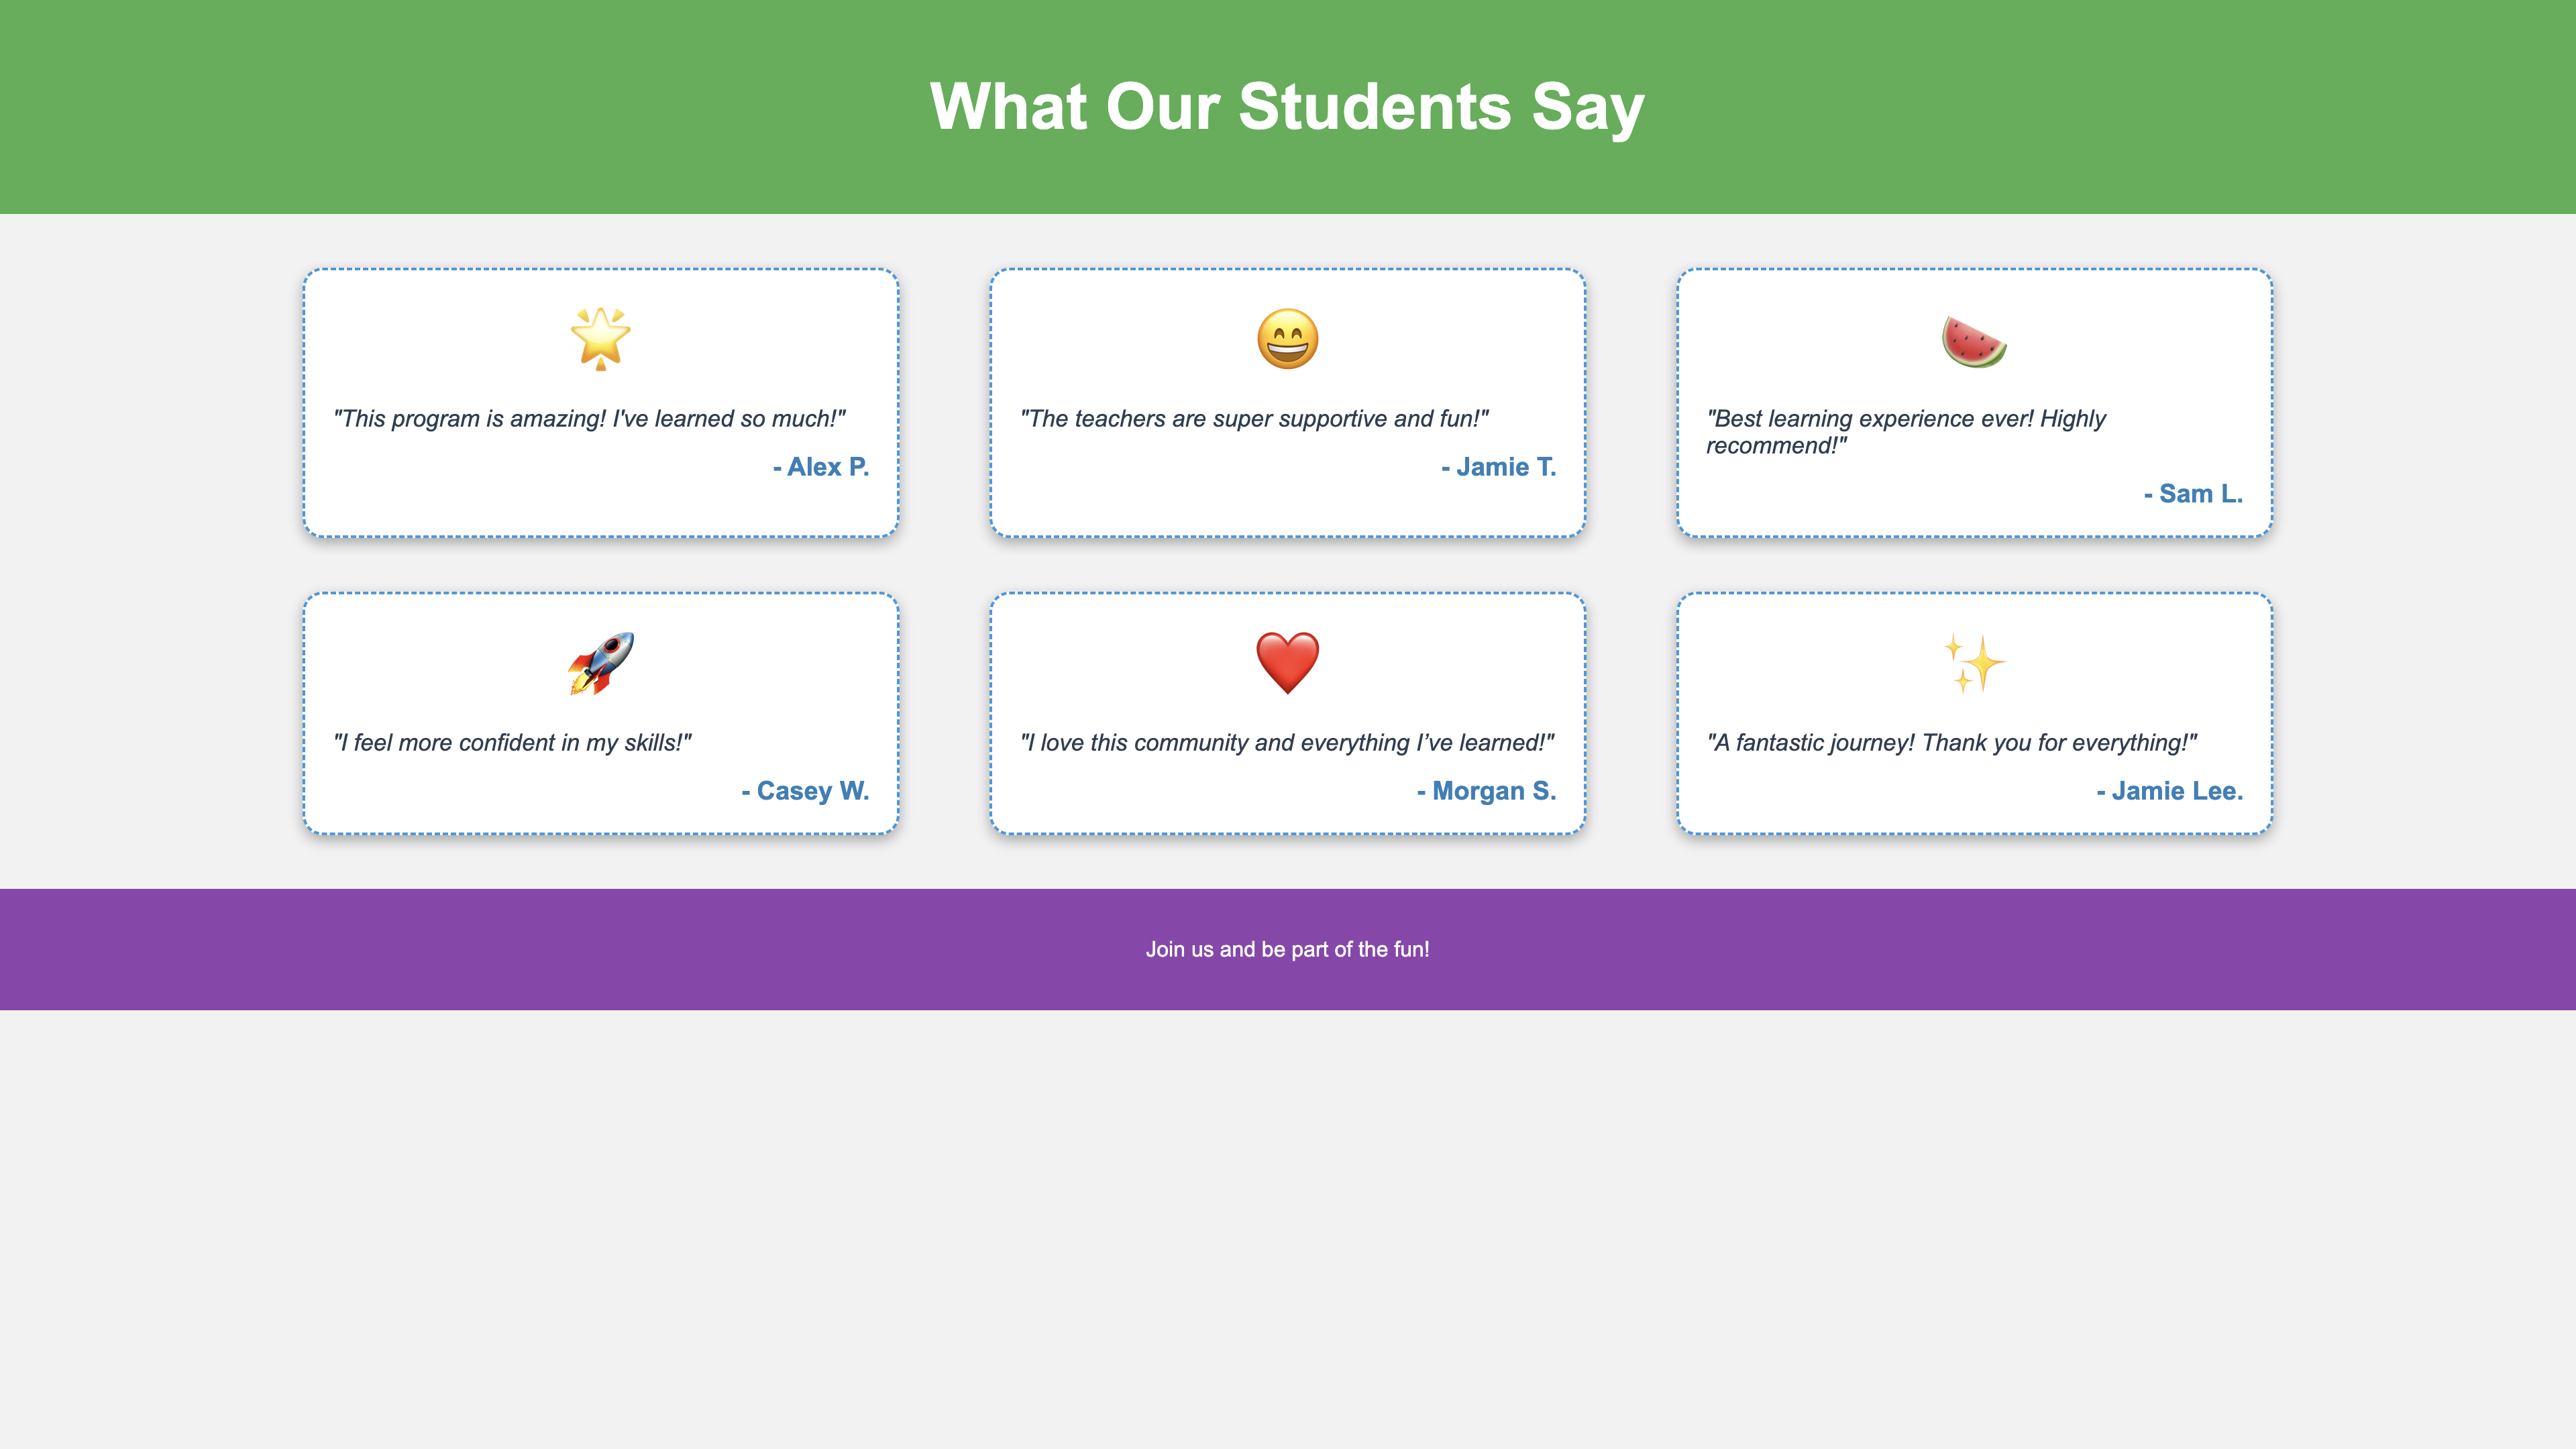 What Our Students Say
"This program is amazing! I've learned so much!"
- Alex P.
"The teachers are super supportive and fun!"
- Jamie T.
"Best learning experience ever! Highly
recommend!"
- Sam L.
"I feel more confident in my skills!"
- Casey W.
"I love this community and everything I’ve learned!"
- Morgan S.
"A fantastic journey! Thank you for everything!"
- Jamie Lee.
Join us and be part of the fun!